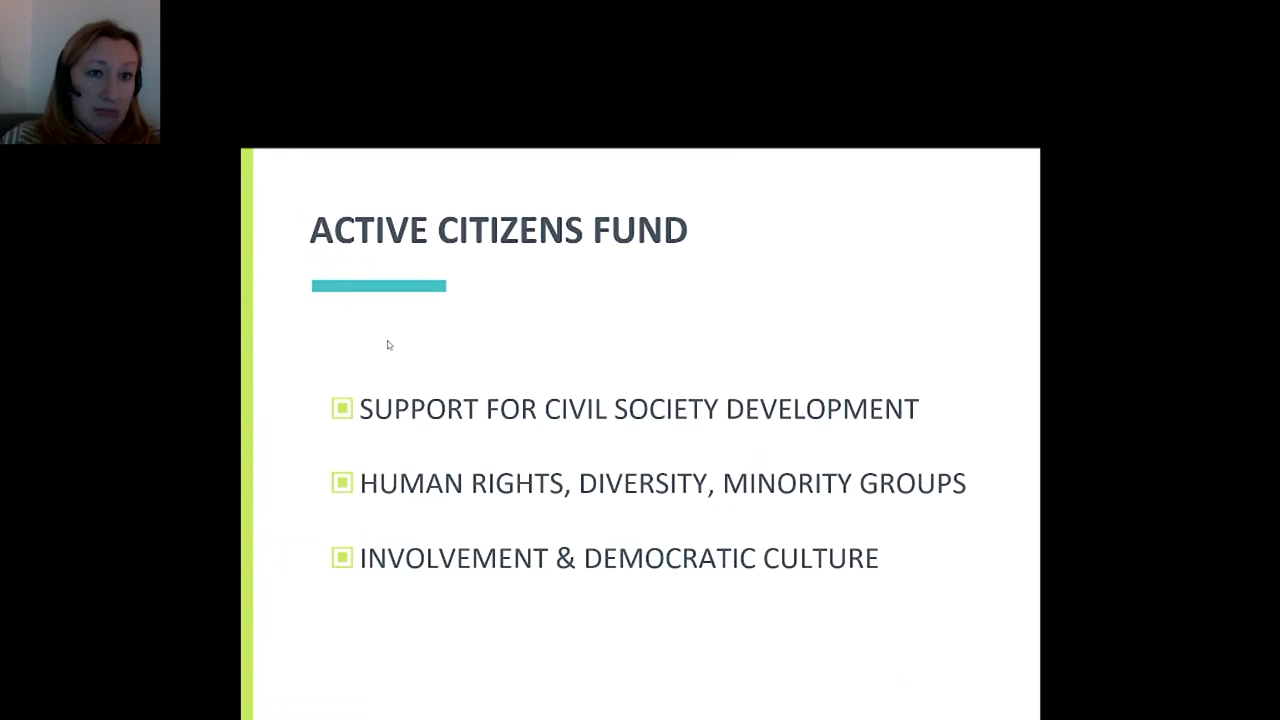 ACTIVE CITIZENS FUND
SUPPORT FOR CIVIL SOCIETY DEVELOPMENT
HUMAN RIGHTS, DIVERSITY, MINORITY GROUPS
INVOLVEMENT & DEMOCRATIC CULTURE